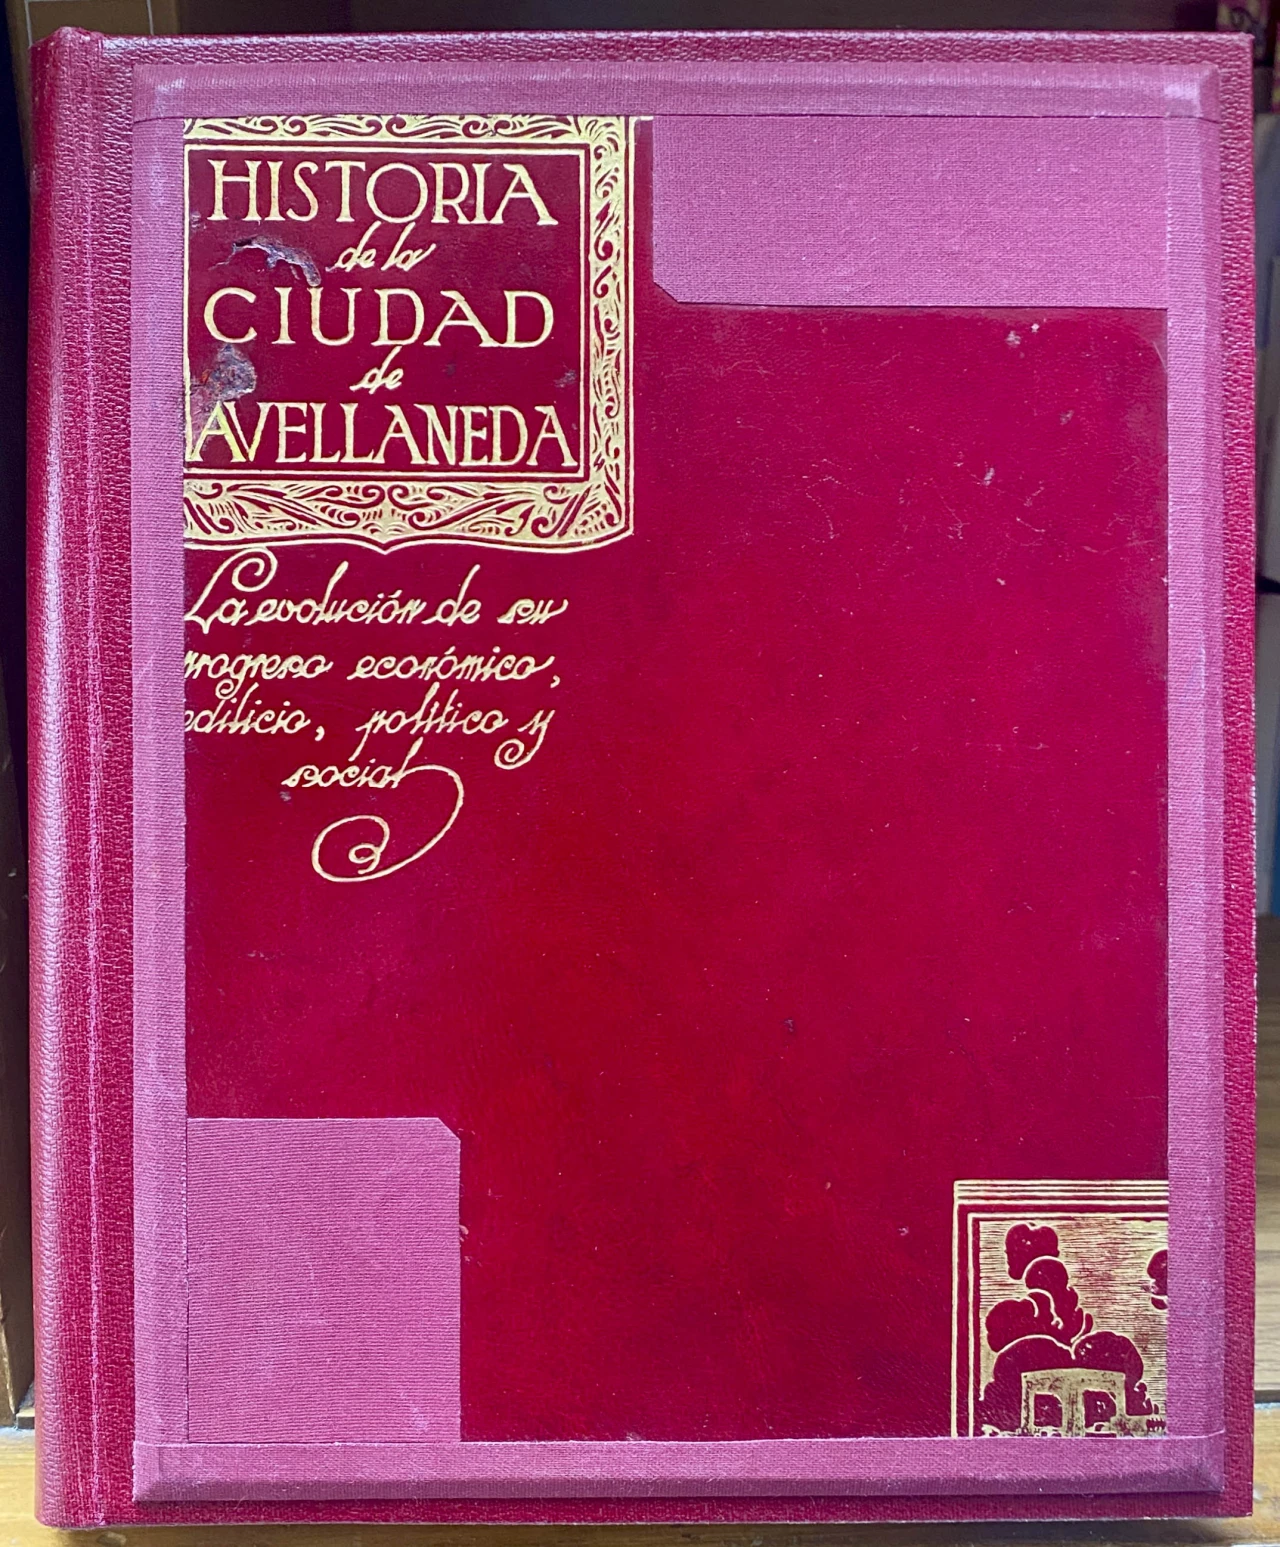 HISTORIA
de la
CIUDAD
de
AVELLANEDA
La evolución de su
progreso económico,
edilicio, político y
social